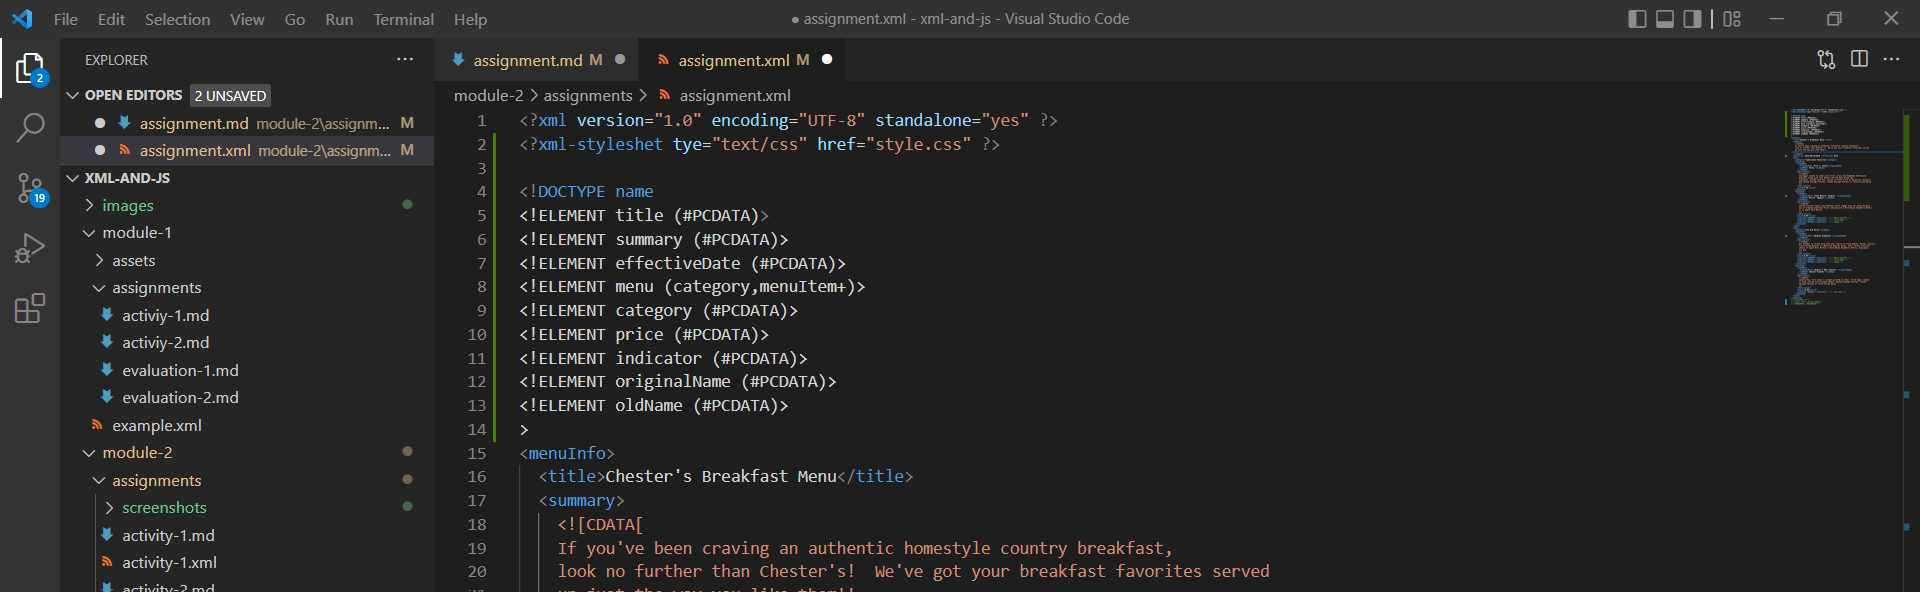 File Edit Selection View Go Run Terminal Help
● assignment.xml - xml-and-js - Visual Studio Code
EXPLORER
2
OPEN EDITORS 2 UNSAVED
assignment.md module-2\assignm... M
assignment.xml module-2\assignm... M
XML-AND-JS
19
images
module-1
assets
assignments
activiy-1.md
activiy-2.md
evaluation-1.md
evaluation-2.md
example.xml
module-2
assignments
screenshots
activity-1.md
activity-1.xml
activity-2.md
assignment.md M
assignment.xml M
module-2 > assignments > assignment.xml
1 <?xml version="1.0" encoding="UTF-8" standalone="yes" ?>
2 <?xml-styleshet tye="text/css" href="style.css" ?>
3
4 <!DOCTYPE name
5 <!ELEMENT title (#PCDATA)>
6 <!ELEMENT summary (#PCDATA)>
7 <!ELEMENT effectiveDate (#PCDATA)>
8 <!ELEMENT menu (category,menuItem+)>
9 <!ELEMENT category (#PCDATA)>
10 <!ELEMENT price (#PCDATA)>
11 <!ELEMENT indicator (#PCDATA)>
12 <!ELEMENT originalName (#PCDATA)>
13 <!ELEMENT oldName (#PCDATA)>
14 >
15 <menuInfo>
16 <title>Chester's Breakfast Menu</title>
17 <summary>
18 <![CDATA[
19 If you've been craving an authentic homestyle country breakfast,
20 look no further than Chester's!  We've got your breakfast favorites served